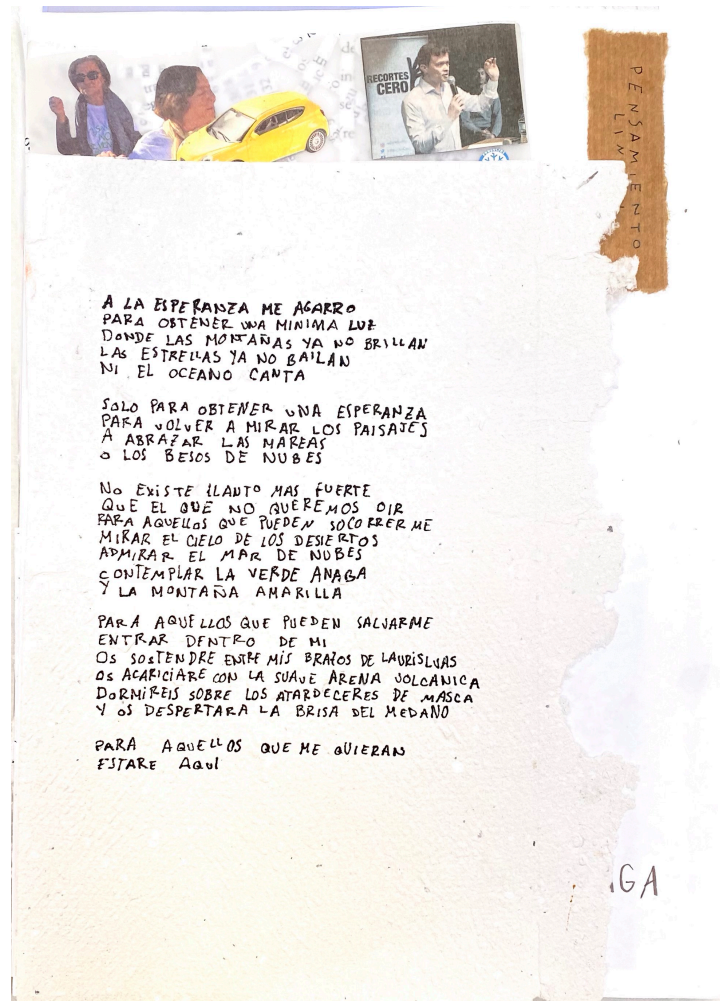 RECORTES
CERO
PENSAMIENTO
LIN
A LA ESPERANZA ME AGARRO
PARA OBTENER UNA MINIMA LUZ
DONDE LAS MONTAÑAS YA NO BRILLAN
LAS ESTRELLAS YA NO BAILAN
NI EL OCEANO CANTA
SOLO PARA OBTENER UNA ESPERANZA
PARA VOLVER A MIRAR LOS PAISAJES
A ABRAZAR LAS MAREAS
O LOS BESOS DE NUBES
NO EXISTE LLANTO MAS FUERTE
QUE EL QUE NO QUEREMOS OIR
PARA AQUELLOS QUE PUEDEN SOCORRERME
MIRAR EL CIELO DE LOS DESIERTOS
ADMIRAR EL MAR DE NUBES
CONTEMPLAR LA VERDE ANAGA
Y LA MONTAÑA AMARILLA
PARA AQUELLOS QUE PUEDEN SALVARME
ENTRAR DENTRO DE MI
OS SOSTENDRE ENTRE MIS BRAZOS DE LAURISLVAS
OS ACARICIARE CON LA SUAVE ARENA VOLCANICA
DORMIREIS SOBRE LOS ATARDECERES DE MASCA
Y OS DESPERTARA LA BRISA DEL MEDANO
PARA AQUELLOS QUE ME QUIERAN
ESTARE AQUI
GA